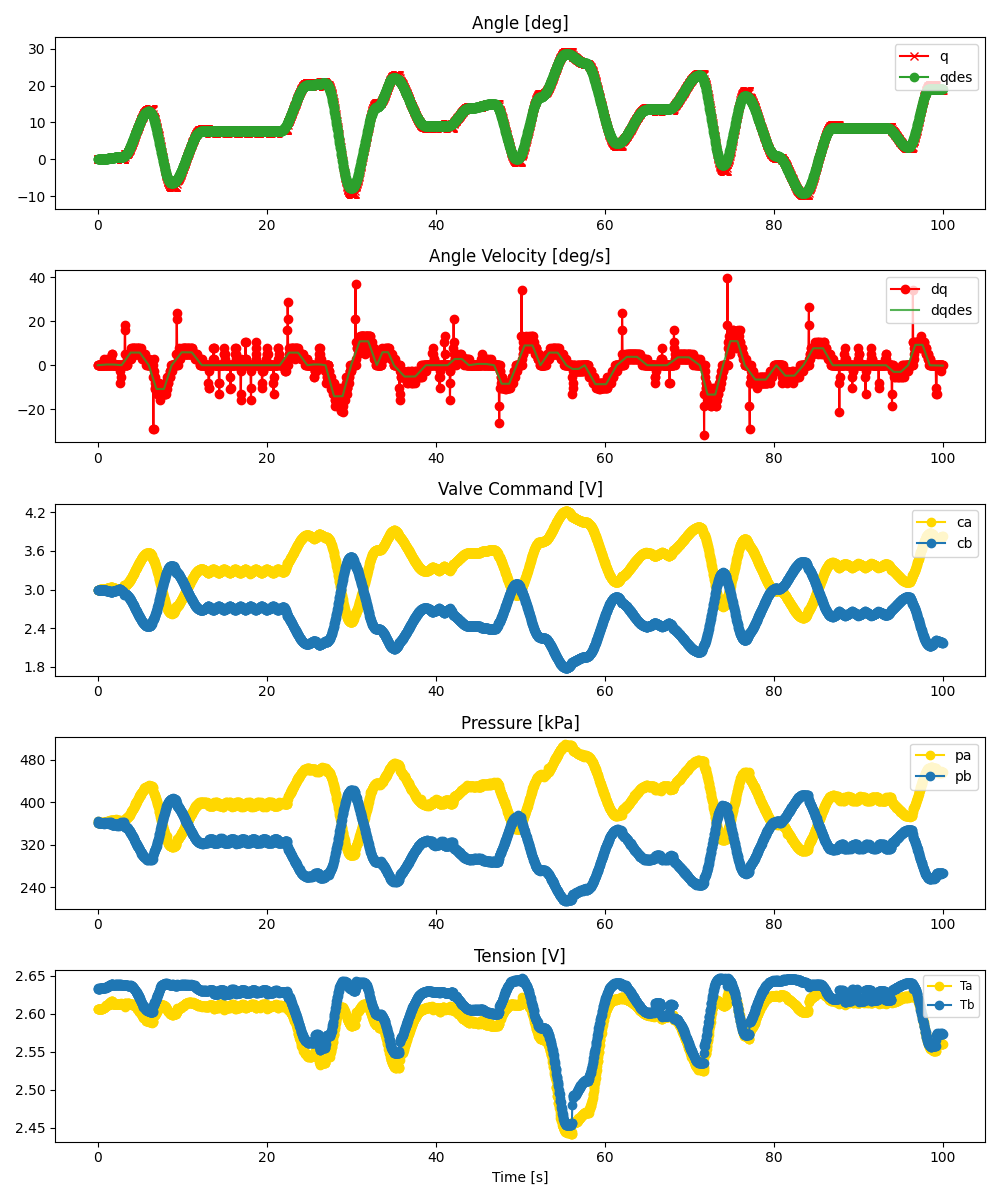 Angle [deg]
30
20
10
0
−10
q
qdes
0 20 40 60 80 100
Angle Velocity [deg/s]
40
20
0
−20
dq
dqdes
0 20 40 60 80 100
Valve Command [V]
4.2
3.6
3.0
2.4
1.8
ca
cb
0 20 40 60 80 100
Pressure [kPa]
480
400
320
240
pa
pb
0 20 40 60 80 100
Tension [V]
2.65
2.60
2.55
2.50
2.45
Ta
Tb
0 20 40 60 80 100
Time [s]